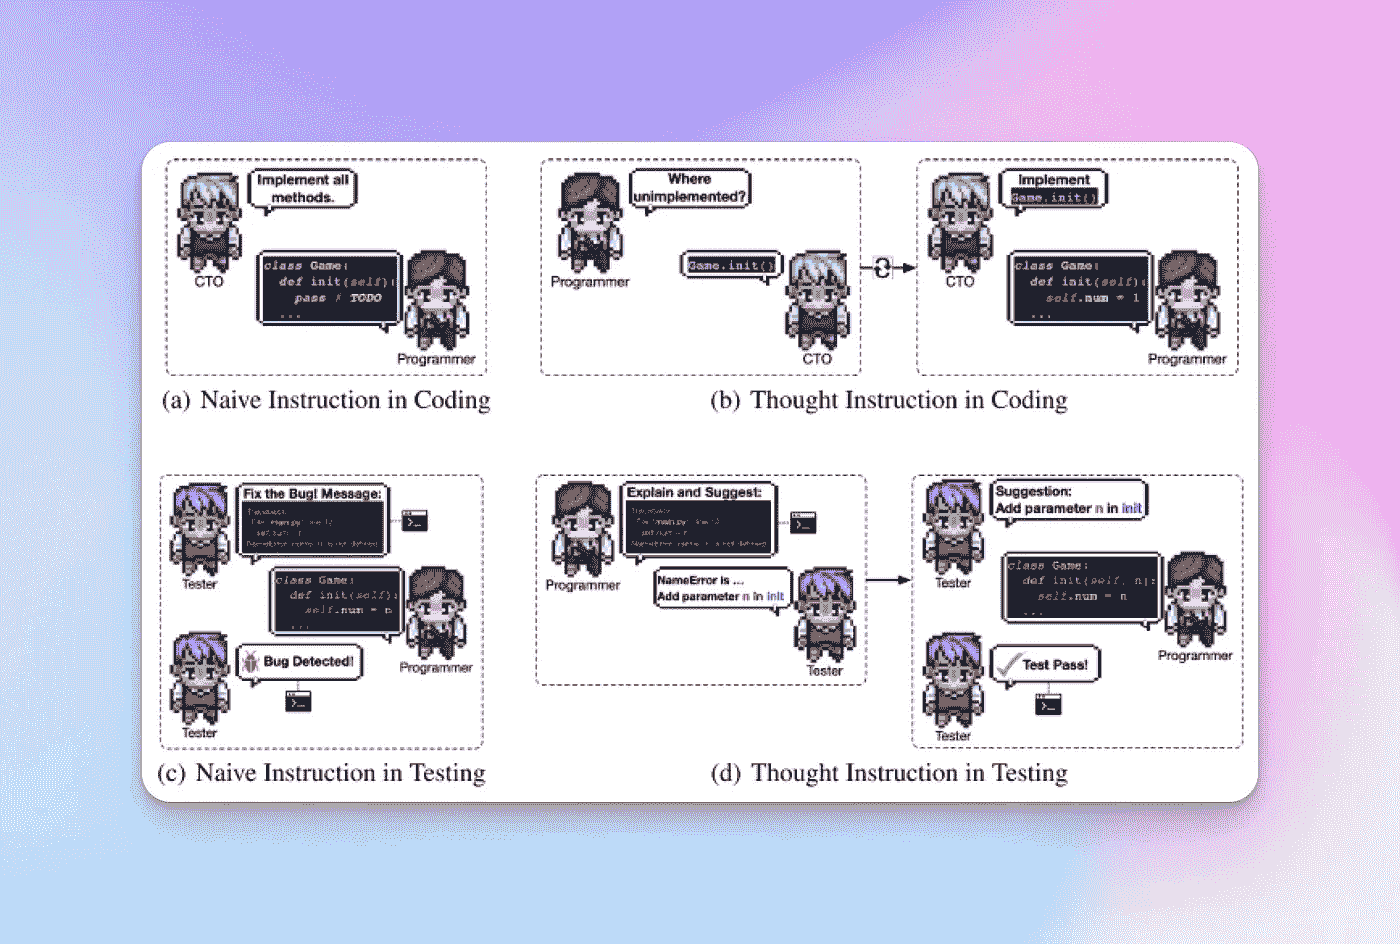 Implement all
methods.
CTO
class Game:
def init(self):
pass # TODO
...
Programmer
(a) Naive Instruction in Coding
Where
unimplemented?
Programmer
Game.init()
CTO
Implement
Game.init()
CTO
class Game:
def init(self):
self.num = 1
...
Programmer
(b) Thought Instruction in Coding
Fix the Bug! Message:
Tester
class Game:
def init(self):
self.num = n
...
Programmer
Bug Detected!
Tester
(c) Naive Instruction in Testing
Explain and Suggest:
Programmer
NameError is ...
Add parameter n in init
Tester
Suggestion:
Add parameter n in init
Tester
class Game:
def init(self, n):
self.num = n
...
Programmer
Test Pass!
Tester
(d) Thought Instruction in Testing